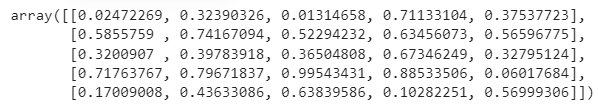 array([[0.02472269, 0.32390326, 0.01314658, 0.71133104, 0.37537723],
[0.5855759 , 0.74167094, 0.52294232, 0.63456073, 0.56596775],
[0.3200907 , 0.39783918, 0.36504808, 0.67346249, 0.32795124],
[0.71763767, 0.79671837, 0.99543431, 0.88533506, 0.06017684],
[0.17009008, 0.43633086, 0.63839586, 0.10282251, 0.56999306]])